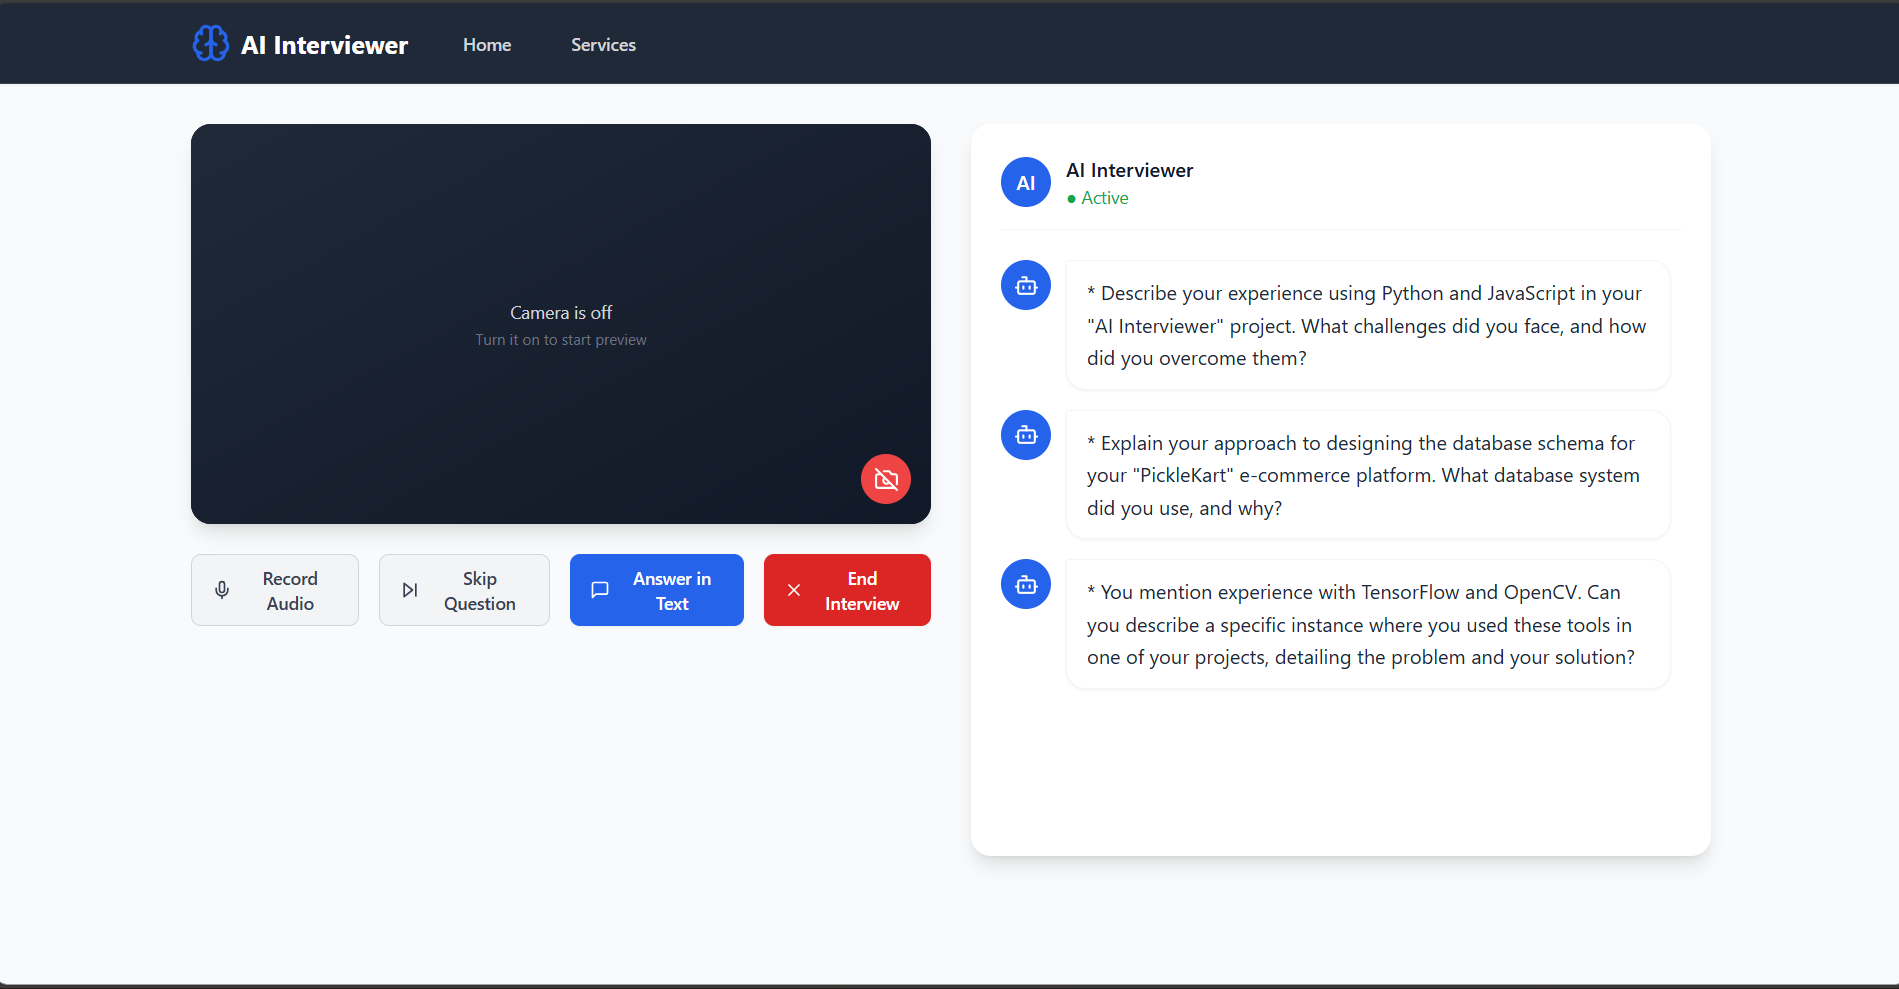 AI Interviewer
Home
Services
Camera is off
Turn it on to start preview
Record
Audio
Skip
Question
Answer in
Text
End
Interview
AI
AI Interviewer
● Active
* Describe your experience using Python and JavaScript in your
"AI Interviewer" project. What challenges did you face, and how
did you overcome them?
* Explain your approach to designing the database schema for
your "PickleKart" e-commerce platform. What database system
did you use, and why?
* You mention experience with TensorFlow and OpenCV. Can
you describe a specific instance where you used these tools in
one of your projects, detailing the problem and your solution?